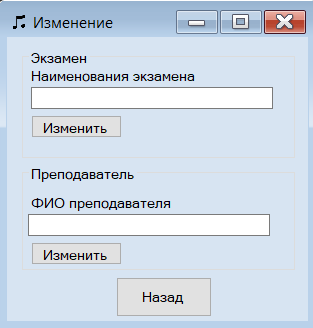 Изменение
Экзамен
Наименования экзамена
Изменить
Преподаватель
ФИО преподавателя
Изменить
Назад